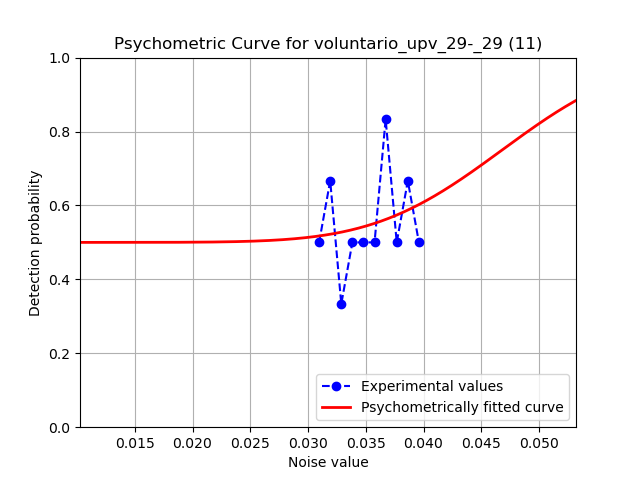 Psychometric Curve for voluntario_upv_29-_29 (11)
1.0
0.8
0.6
0.4
0.2
0.0
Detection probability
Experimental values
Psychometrically fitted curve
0.015 0.020 0.025 0.030 0.035 0.040 0.045 0.050
Noise value